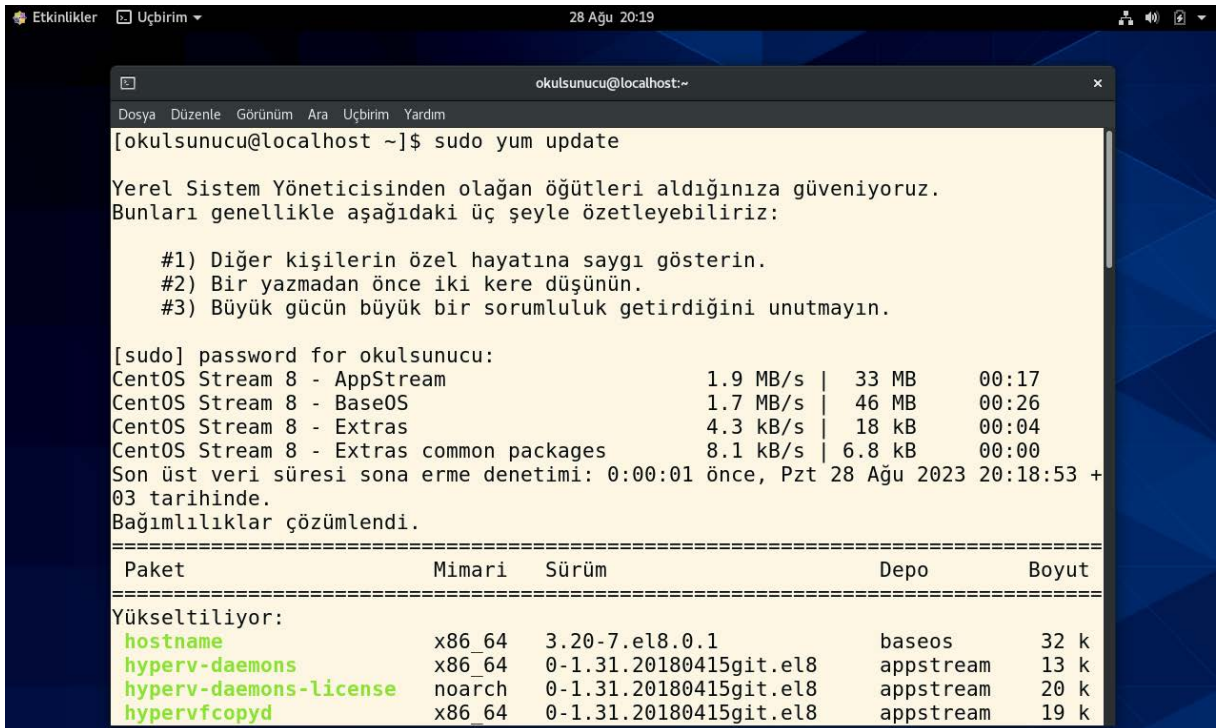 Etkinlikler Uçbirim 28 Ağu 20:19
okulsunucu@localhost:~ ×
Dosya Düzenle Görünüm Ara Uçbirim Yardım
[okulsunucu@localhost ~]$ sudo yum update
Yerel Sistem Yöneticisinden olağan öğütleri aldığınıza güveniyoruz.
Bunları genellikle aşağıdaki üç şeyle özetleyebiliriz:
#1) Diğer kişilerin özel hayatına saygı gösterin.
#2) Bir yazmadan önce iki kere düşünün.
#3) Büyük gücün büyük bir sorumluluk getirdiğini unutmayın.
[sudo] password for okulsunucu:
CentOS Stream 8 - AppStream 1.9 MB/s | 33 MB 00:17
CentOS Stream 8 - BaseOS 1.7 MB/s | 46 MB 00:26
CentOS Stream 8 - Extras 4.3 kB/s | 18 kB 00:04
CentOS Stream 8 - Extras common packages 8.1 kB/s | 6.8 kB 00:00
Son üst veri süresi sona erme denetimi: 0:00:01 önce, Pzt 28 Ağu 2023 20:18:53 +
03 tarihinde.
Bağımlılıklar çözümlendi.
================================================================================
Paket Mimari Sürüm Depo Boyut
================================================================================
Yükseltiliyor:
hostname x86_64 3.20-7.el8.0.1 baseos 32 k
hyperv-daemons x86_64 0-1.31.20180415git.el8 appstream 13 k
hyperv-daemons-license noarch 0-1.31.20180415git.el8 appstream 20 k
hypervfcopyd x86_64 0-1.31.20180415git.el8 appstream 19 k